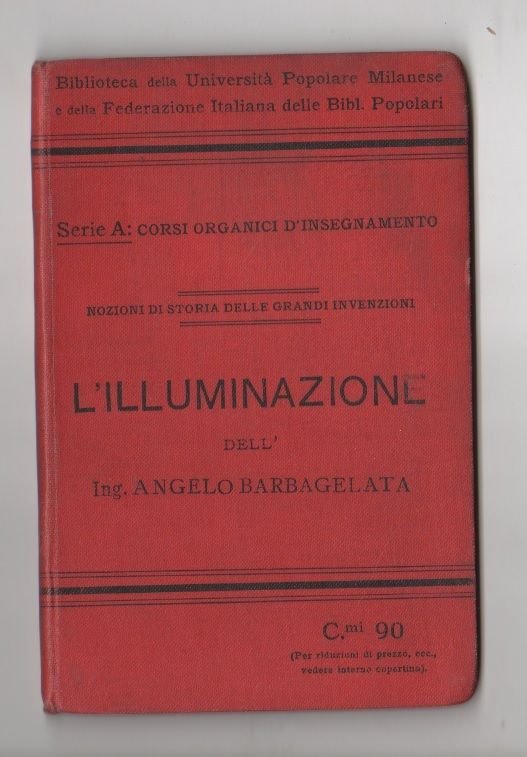 Biblioteca della Università Popolare Milanese
e della Federazione Italiana delle Bibl. Popolari
Serie A: CORSI ORGANICI D'INSEGNAMENTO
NOZIONI DI STORIA DELLE GRANDI INVENZIONI
L'ILLUMINAZIONE
DELL'
Ing. ANGELO BARBAGELATA
C.mi 90
(Per riduzioni di prezzo, ecc.,
vedere interno copertina).